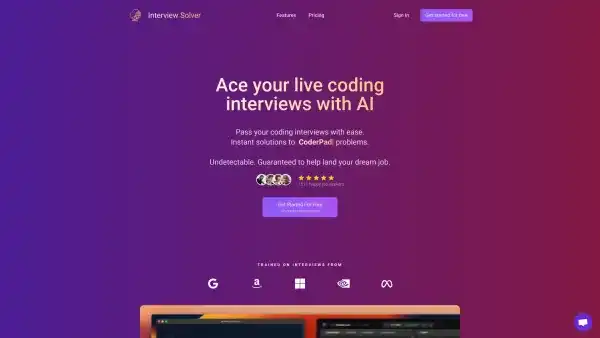 Interview Solver
Features
Pricing
Sign In
Get started for free
Ace your live coding
interviews with AI
Pass your coding interviews with ease.
Instant solutions to CoderPad problems.
Undetectable. Guaranteed to help land your dream job.
Get Started For Free
TRAINED ON INTERVIEWS FROM